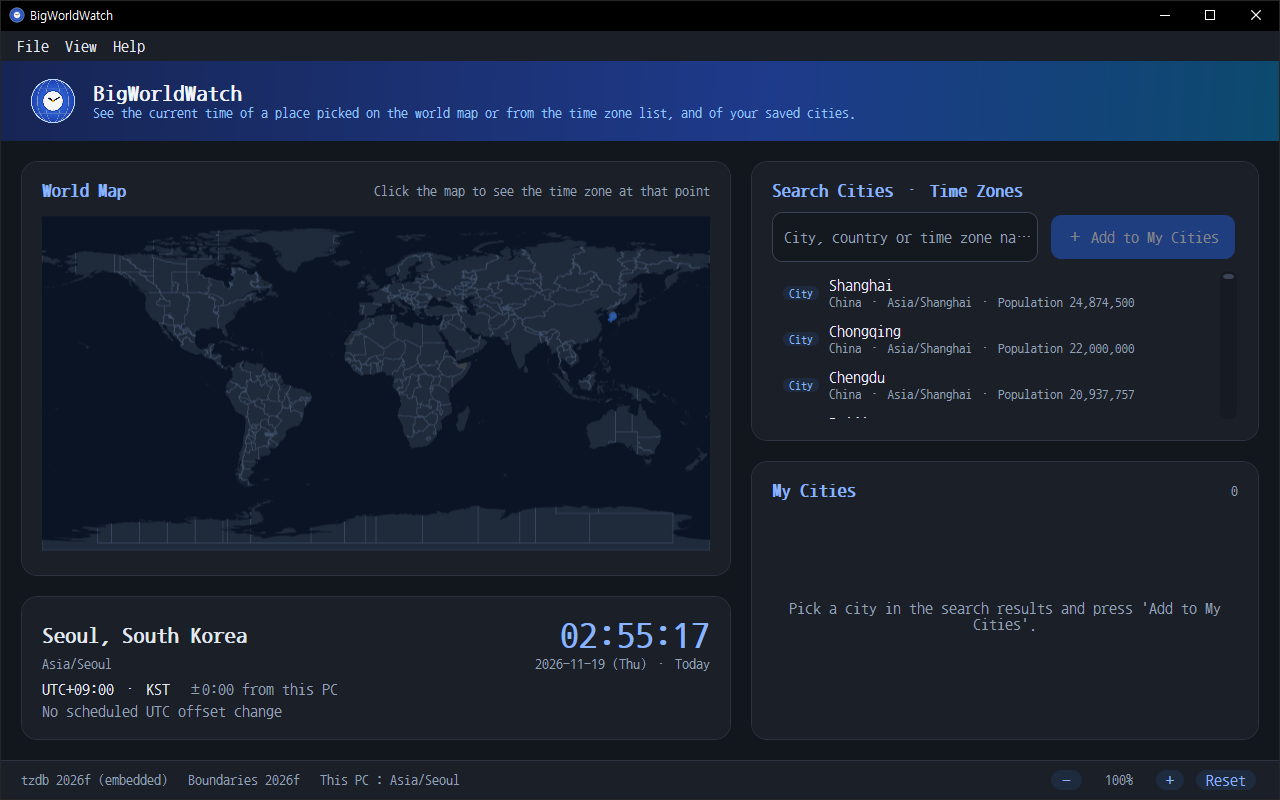 BigWorldWatch
File View Help
BigWorldWatch
See the current time of a place picked on the world map or from the time zone list, and of your saved cities.
World Map
Click the map to see the time zone at that point
Search Cities · Time Zones
City, country or time zone na…
+ Add to My Cities
City
Shanghai
China · Asia/Shanghai · Population 24,874,500
City
Chongqing
China · Asia/Shanghai · Population 22,000,000
City
Chengdu
China · Asia/Shanghai · Population 20,937,757
My Cities
0
Pick a city in the search results and press 'Add to My
Cities'.
Seoul, South Korea
02:55:17
Asia/Seoul
2026-11-19 (Thu) · Today
UTC+09:00 · KST ±0:00 from this PC
No scheduled UTC offset change
tzdb 2026f (embedded) Boundaries 2026f This PC : Asia/Seoul
− 100% + Reset